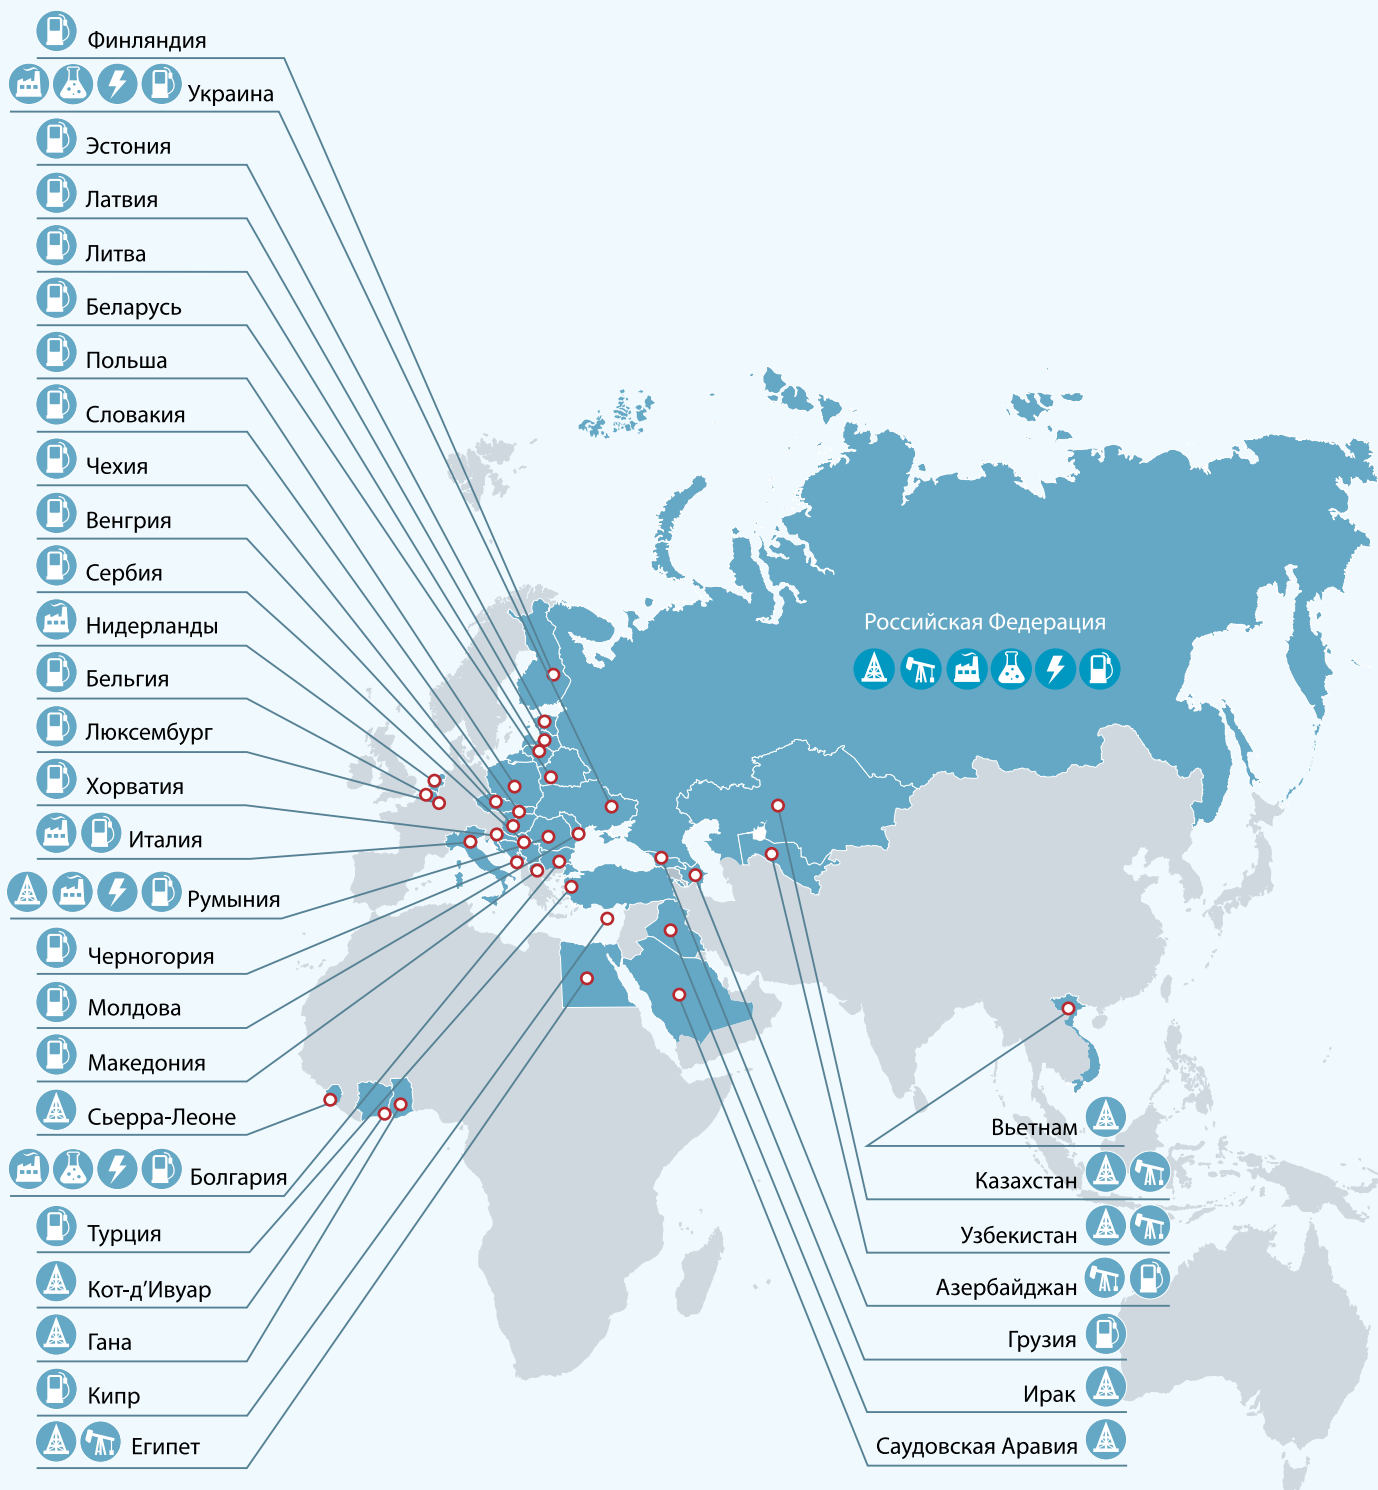 Финляндия
Украина
Эстония
Латвия
Литва
Беларусь
Польша
Словакия
Чехия
Венгрия
Сербия
Нидерланды
Бельгия
Люксембург
Хорватия
Италия
Румыния
Черногория
Молдова
Македония
Сьерра-Леоне
Болгария
Турция
Кот-д’Ивуар
Гана
Кипр
Египет
Российская Федерация
Вьетнам
Казахстан
Узбекистан
Азербайджан
Грузия
Ирак
Саудовская Аравия